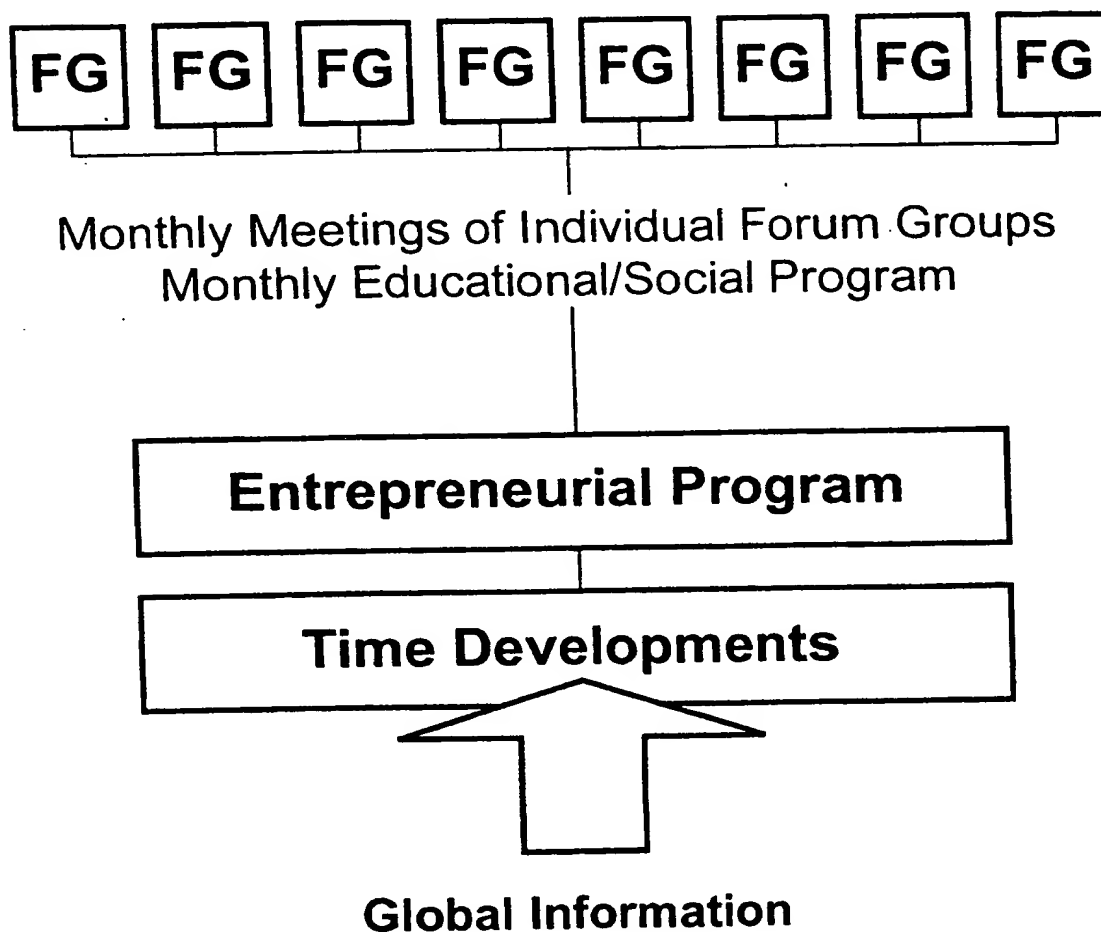 FG FG FG FG FG FG FG FG
Monthly Meetings of Individual Forum Groups
Monthly Educational/Social Program
Entrepreneurial Program
Time Developments
Global Information